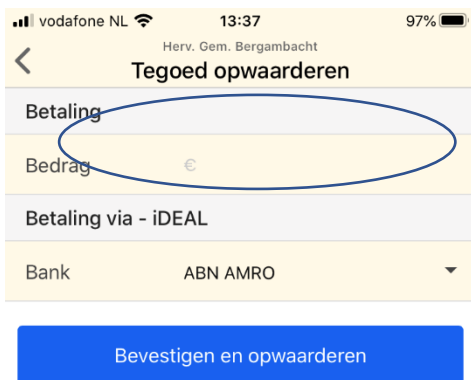 vodafone NL 13:37 97%
Herv. Gem. Bergambacht
Tegoed opwaarderen
Betaling
Bedrag €
Betaling via - iDEAL
Bank ABN AMRO
Bevestigen en opwaarderen